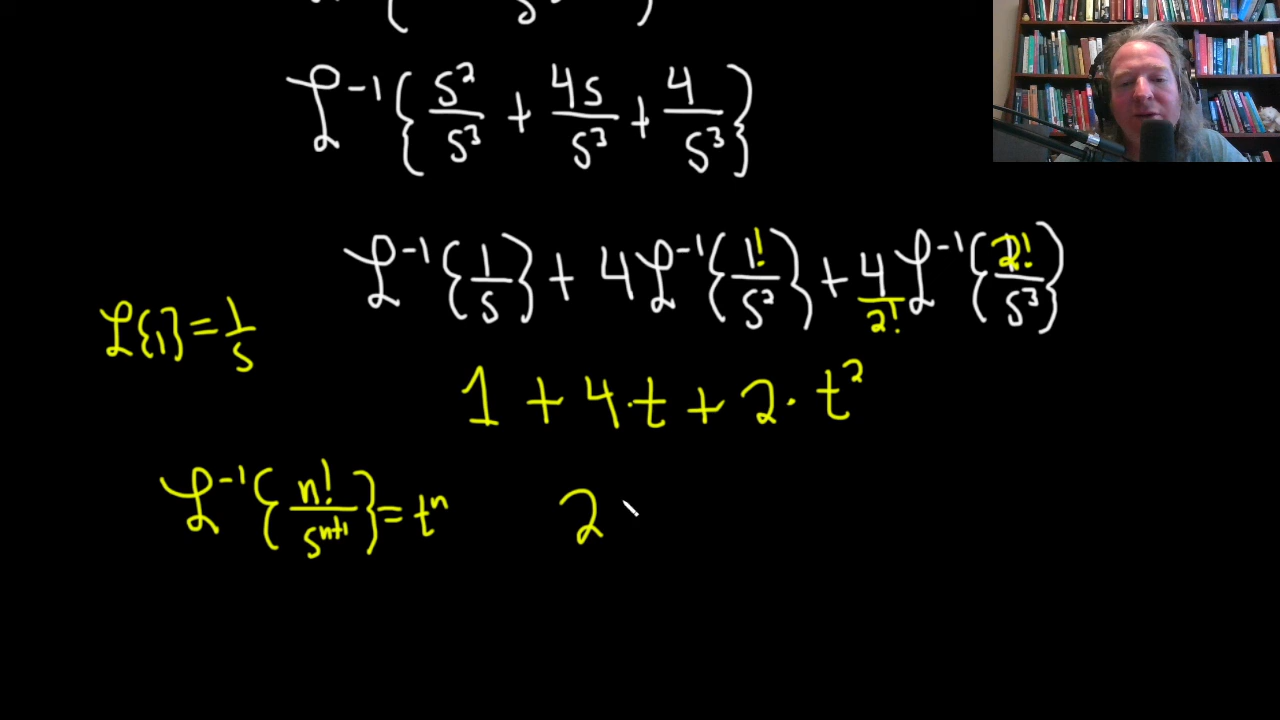 ℒ⁻¹{s²/s³ + 4s/s³ + 4/s³}
ℒ⁻¹{1/s} + 4ℒ⁻¹{1!/s²} + 4/2! ℒ⁻¹{2!/s³}
ℒ{1} = 1/s
1 + 4·t + 2·t²
ℒ⁻¹{n!/sⁿ⁺¹} = tⁿ
2